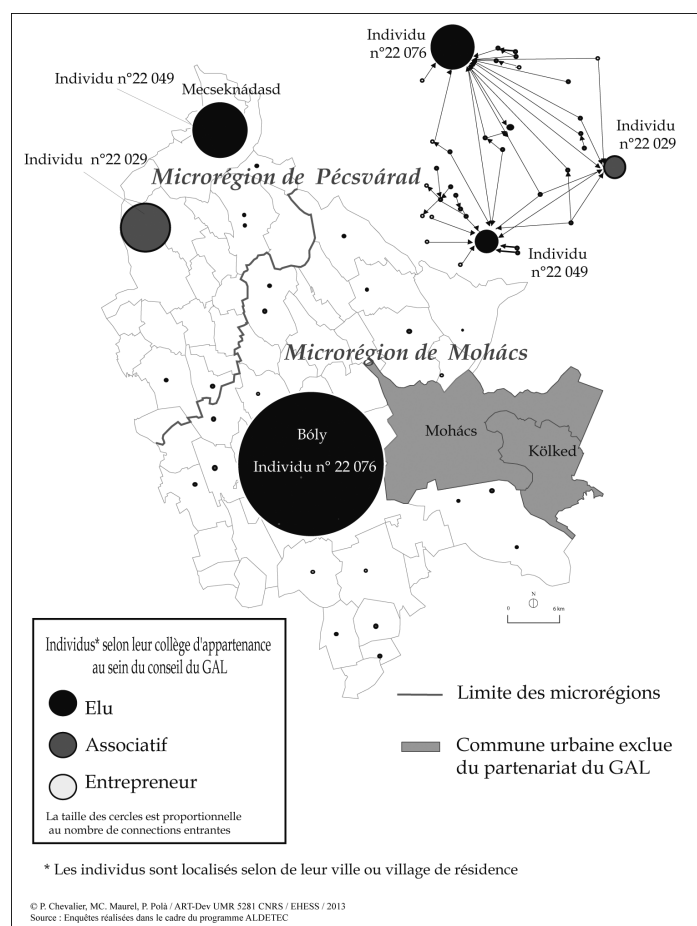 Individu
n°22 076
Individu n°22 049
Mecseknádasd
Individu
n°22 029
Individu n°22 029
Microrégion de Pécsvárad
Individu
n°22 049
Microrégion de Mohács
Bóly
Individu n° 22 076
Mohács
Kölked
N
0 6 km
Individus* selon leur collège d'appartenance
au sein du conseil du GAL
Elu
Associatif
Entrepreneur
La taille des cercles est proportionnelle
au nombre de connections entrantes
Limite des microrégions
Commune urbaine exclue
du partenariat du GAL
* Les individus sont localisés selon de leur ville ou village de résidence
© P. Chevalier, MC. Maurel, P. Polà / ART-Dev UMR 5281 CNRS / EHESS / 2013
Source : Enquêtes réalisées dans le cadre du programme ALDETEC